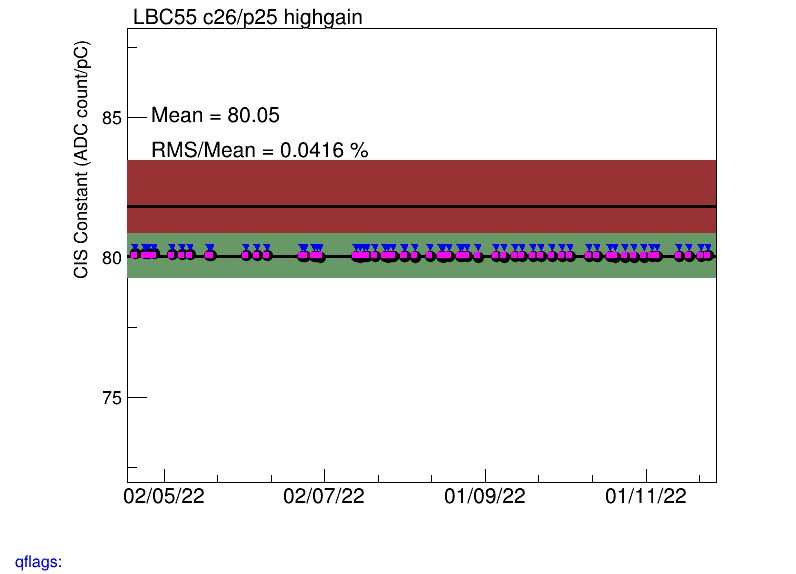 LBC55 c26/p25 highgain
CIS Constant (ADC count/pC)
85
Mean = 80.05
RMS/Mean = 0.0416 %
80
75
02/05/22 02/07/22 01/09/22 01/11/22
qflags: